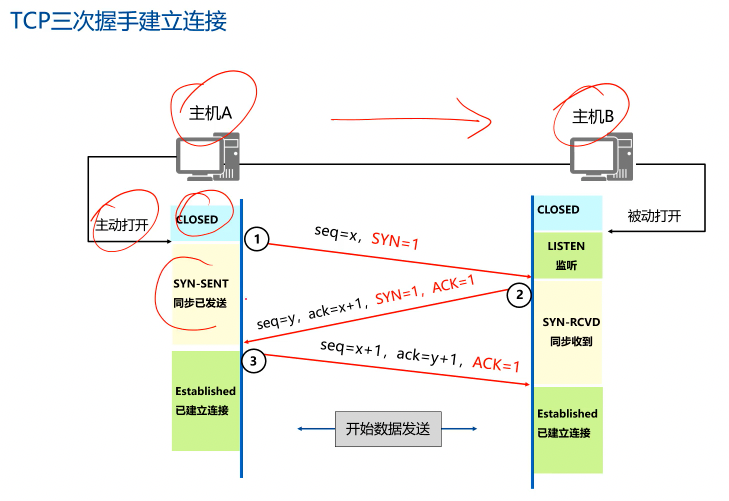 TCP三次握手建立连接
主机A
主机B
主动打开
CLOSED
CLOSED
被动打开
1
seq=x, SYN=1
LISTEN
监听
SYN-SENT
同步已发送
2
seq=y, ack=x+1, SYN=1, ACK=1
SYN-RCVD
同步收到
3
seq=x+1, ack=y+1, ACK=1
Established
已建立连接
Established
已建立连接
开始数据发送